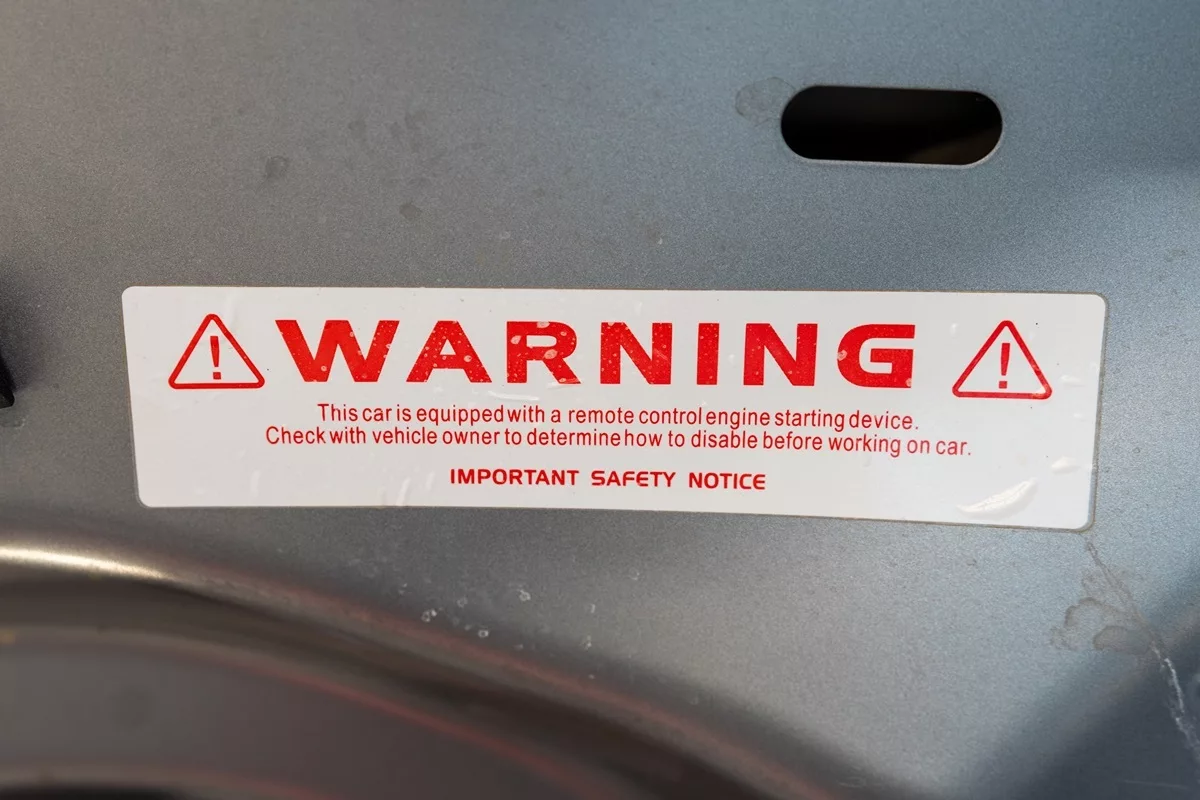 WARNING
This car is equipped with a remote control engine starting device.
Check with vehicle owner to determine how to disable before working on car.
IMPORTANT SAFETY NOTICE